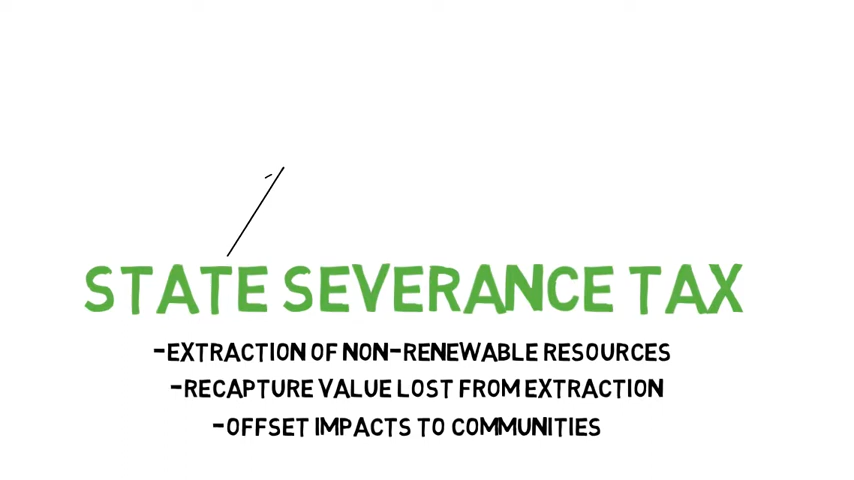 STATE SEVERANCE TAX
-EXTRACTION OF NON-RENEWABLE RESOURCES
-RECAPTURE VALUE LOST FROM EXTRACTION
-OFFSET IMPACTS TO COMMUNITIES